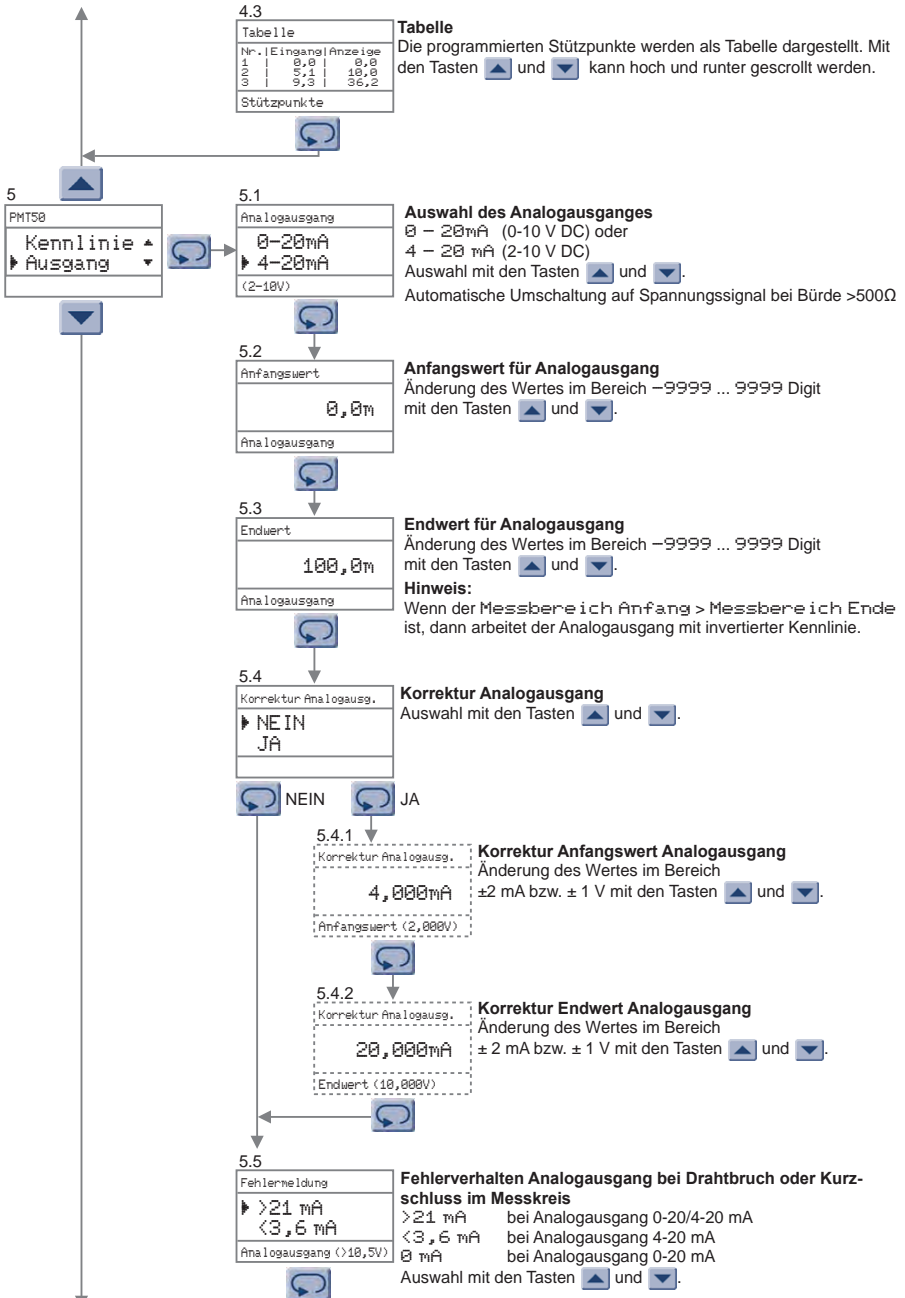 4.3
Tabelle
Nr.|Eingang|Anzeige
1 | 0,0 | 0,0
2 | 5,1 | 10,0
3 | 9,3 | 36,2
Stützpunkte
Tabelle
Die programmierten Stützpunkte werden als Tabelle dargestellt. Mit
den Tasten und kann hoch und runter gescrollt werden.
5
PMT50
Kennlinie
Ausgang
5.1
Analogausgang
0-20mA
4-20mA
(2-10V)
Auswahl des Analogausganges
0 - 20mA (0-10 V DC) oder
4 - 20 mA (2-10 V DC)
Auswahl mit den Tasten und .
Automatische Umschaltung auf Spannungssignal bei Bürde >500Ω
5.2
Anfangswert
0,0m
Analogausgang
Anfangswert für Analogausgang
Änderung des Wertes im Bereich -9999 ... 9999 Digit
mit den Tasten und .
5.3
Endwert
100,0m
Analogausgang
Endwert für Analogausgang
Änderung des Wertes im Bereich -9999 ... 9999 Digit
mit den Tasten und .
Hinweis:
Wenn der Messbereich Anfang > Messbereich Ende
ist, dann arbeitet der Analogausgang mit invertierter Kennlinie.
5.4
Korrektur Analogausg.
NEIN
JA
Korrektur Analogausgang
Auswahl mit den Tasten und .
NEIN
JA
5.4.1
Korrektur Analogausg.
4,000mA
Anfangswert (2,000V)
Korrektur Anfangswert Analogausgang
Änderung des Wertes im Bereich
±2 mA bzw. ± 1 V mit den Tasten und .
5.4.2
Korrektur Analogausg.
20,000mA
Endwert (10,000V)
Korrektur Endwert Analogausgang
Änderung des Wertes im Bereich
± 2 mA bzw. ± 1 V mit den Tasten und .
5.5
Fehlermeldung
>21 mA
<3,6 mA
Analogausgang (>10,5V)
Fehlerverhalten Analogausgang bei Drahtbruch oder Kurz-
schluss im Messkreis
>21 mA bei Analogausgang 0-20/4-20 mA
<3,6 mA bei Analogausgang 4-20 mA
0 mA bei Analogausgang 0-20 mA
Auswahl mit den Tasten und .